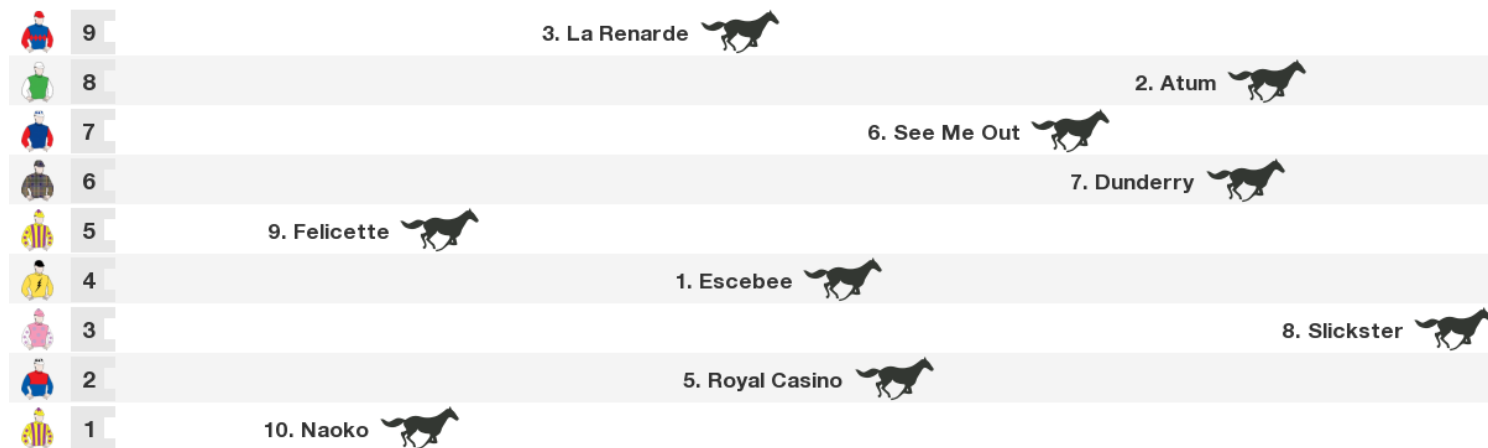 9 3. La Renarde
8 2. Atum
7 6. See Me Out
6 7. Dunderry
5 9. Felicette
4 1. Escebee
3 8. Slickster
2 5. Royal Casino
1 10. Naoko